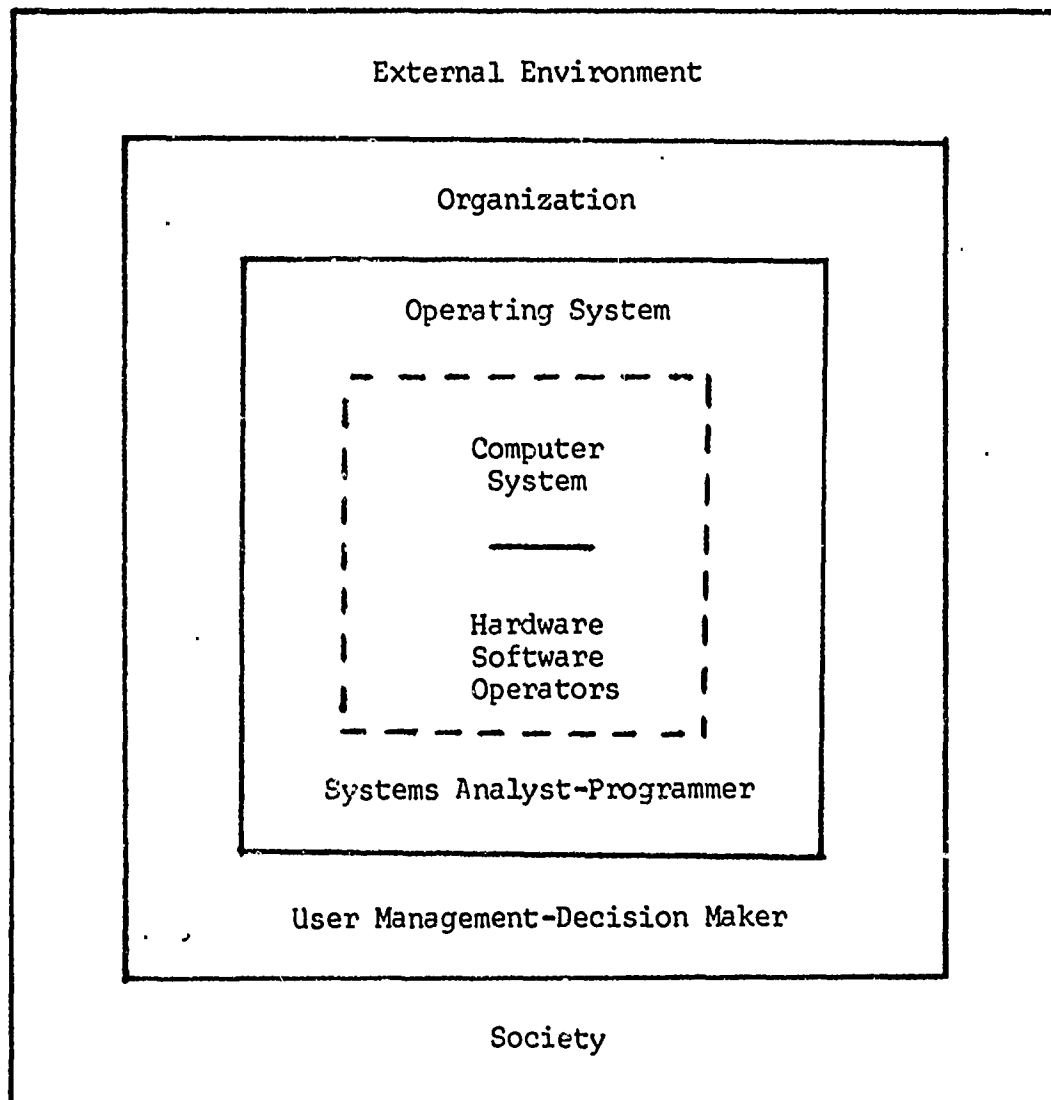 External Environment
Organization
Operating System
Computer
System
Hardware
Software
Operators
Systems Analyst-Programmer
User Management-Decision Maker
Society